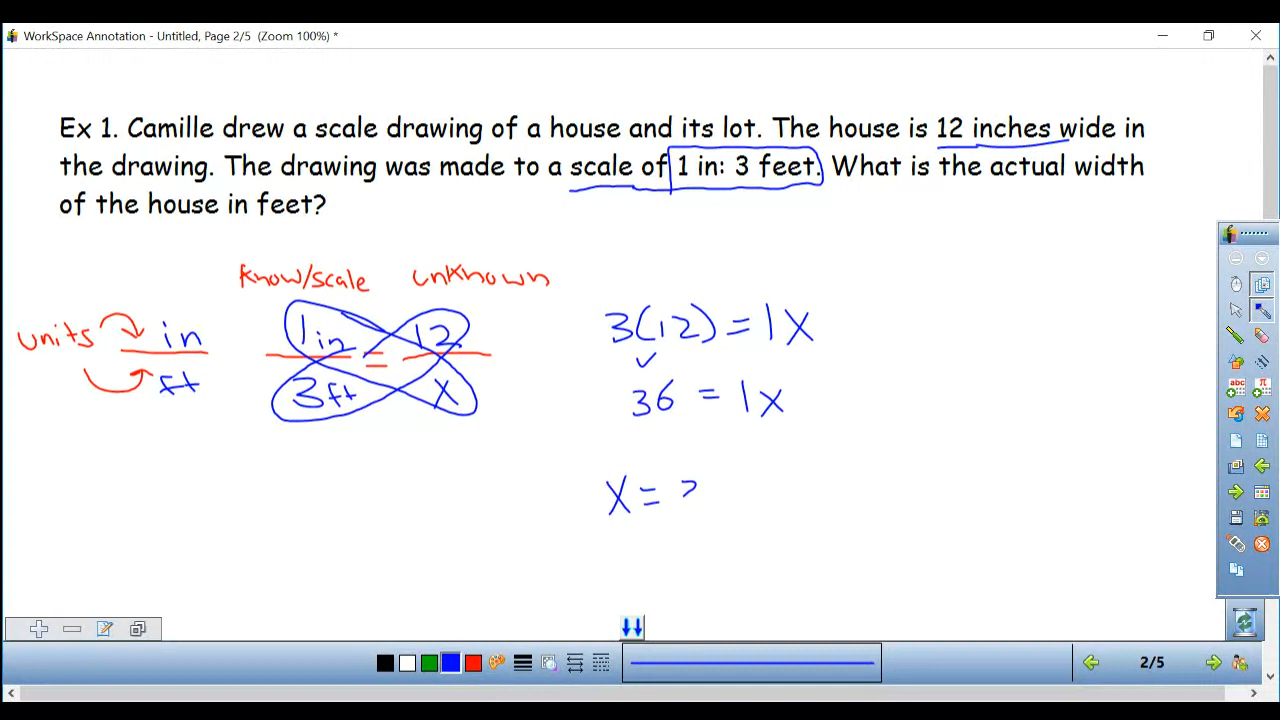 WorkSpace Annotation - Untitled, Page 2/5 (Zoom 100%) *
Ex 1. Camille drew a scale drawing of a house and its lot. The house is 12 inches wide in
the drawing. The drawing was made to a scale of 1 in: 3 feet. What is the actual width
of the house in feet?
know/scale unknown
units in 1in = 12 3(12) = 1x
ft 3ft x
36 = 1x
x =
abc π
2/5